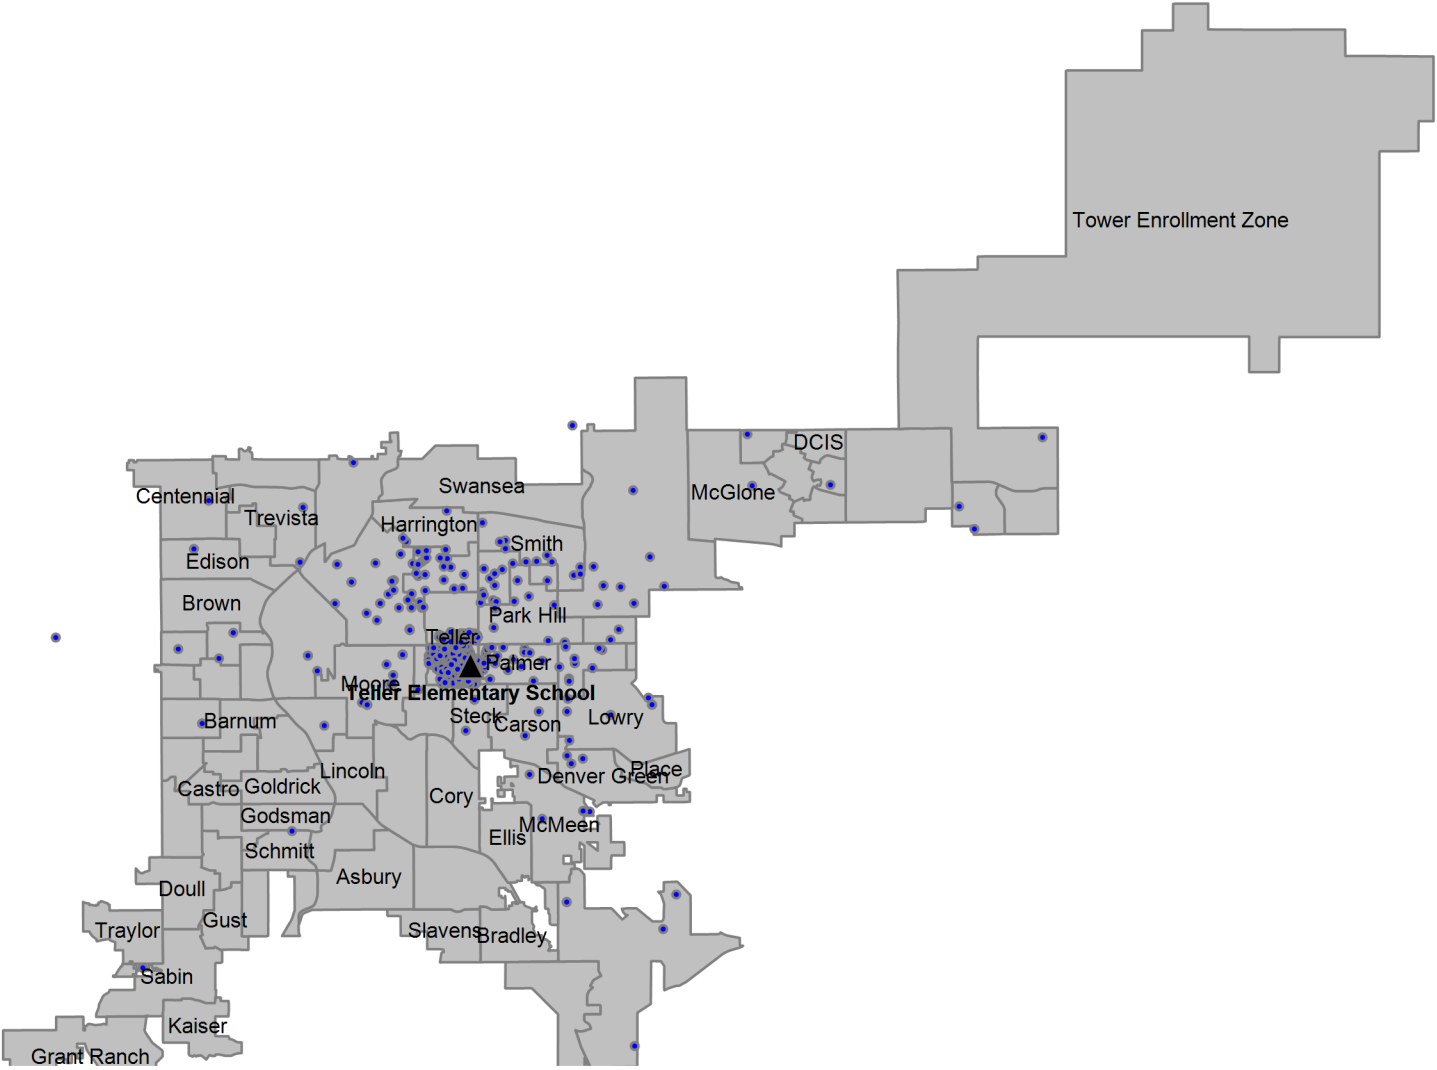 Tower Enrollment Zone
DCIS
Swansea
McGlone
Centennial
Trevista
Harrington
Smith
Edison
Brown
Park Hill
Teller
Palmer
Moore
Teller Elementary School
Steck
Carson
Lowry
Barnum
Lincoln
Place
Denver Green
Castro
Goldrick
Cory
Godsman
McMeen
Ellis
Schmitt
Asbury
Doull
Gust
Traylor
Slavens
Bradley
Sabin
Kaiser
Grant Ranch